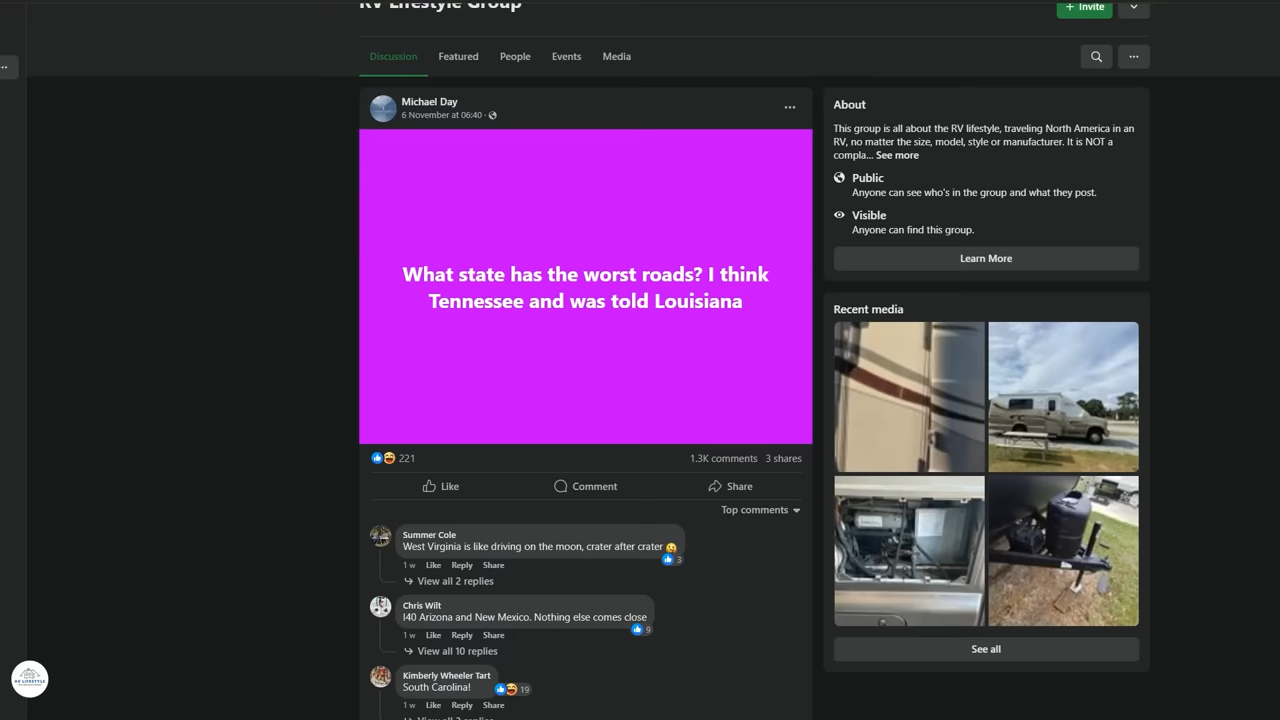 RV Lifestyle Group
+ Invite
Discussion
Featured
People
Events
Media
Michael Day
6 November at 06:40 ·
What state has the worst roads? I think
Tennessee and was told Louisiana
221
1.3K comments 3 shares
Like
Comment
Share
Top comments
Summer Cole
West Virginia is like driving on the moon, crater after crater
3
1 w Like Reply Share
View all 2 replies
Chris Wilt
I40 Arizona and New Mexico. Nothing else comes close
9
1 w Like Reply Share
View all 10 replies
Kimberly Wheeler Tart
South Carolina!
19
1 w Like Reply Share
About
This group is all about the RV lifestyle, traveling North America in an
RV, no matter the size, model, style or manufacturer. It is NOT a
compla... See more
Public
Anyone can see who's in the group and what they post.
Visible
Anyone can find this group.
Learn More
Recent media
See all
RV LIFESTYLE